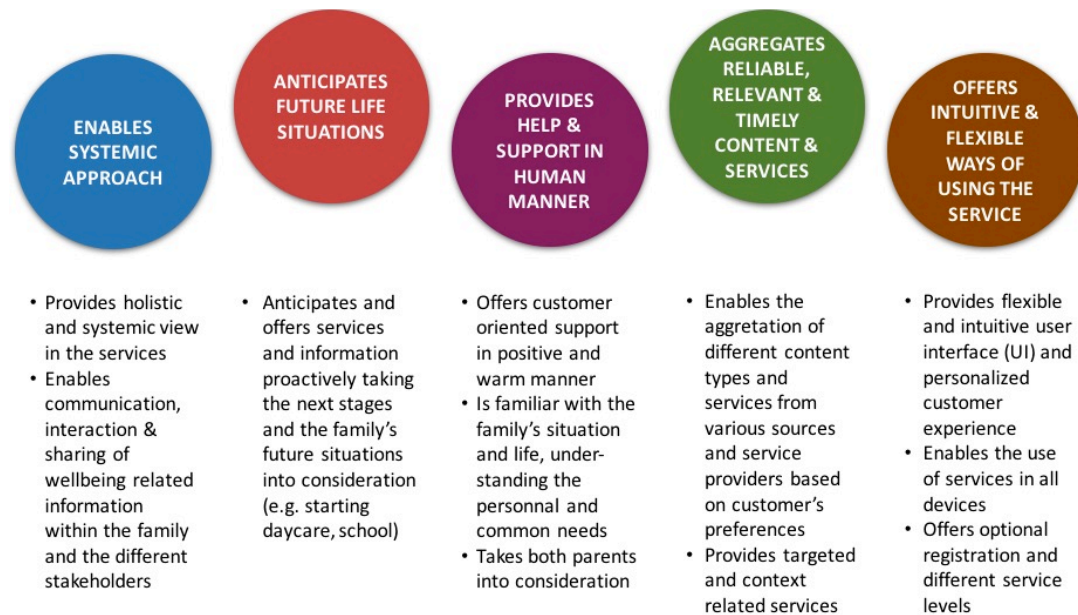 ENABLES
SYSTEMIC
APPROACH
ANTICIPATES
FUTURE LIFE
SITUATIONS
PROVIDES
HELP &
SUPPORT IN
HUMAN
MANNER
AGGREGATES
RELIABLE,
RELEVANT &
TIMELY
CONTENT &
SERVICES
OFFERS
INTUITIVE &
FLEXIBLE
WAYS OF
USING THE
SERVICE
• Provides holistic
and systemic view
in the services
• Enables
communication,
interaction &
sharing of
wellbeing related
information
within the family
and the different
stakeholders
• Anticipates and
offers services
and information
proactively taking
the next stages
and the family's
future situations
into consideration
(e.g. starting
daycare, school)
• Offers customer
oriented support
in positive and
warm manner
• Is familiar with the
family's situation
and life, under-
standing the
personnal and
common needs
• Takes both parents
into consideration
• Enables the
aggretation of
different content
types and
services from
various sources
and service
providers based
on customer's
preferences
• Provides targeted
and context
related services
• Provides flexible
and intuitive user
interface (UI) and
personalized
customer
experience
• Enables the use
of services in all
devices
• Offers optional
registration and
different service
levels